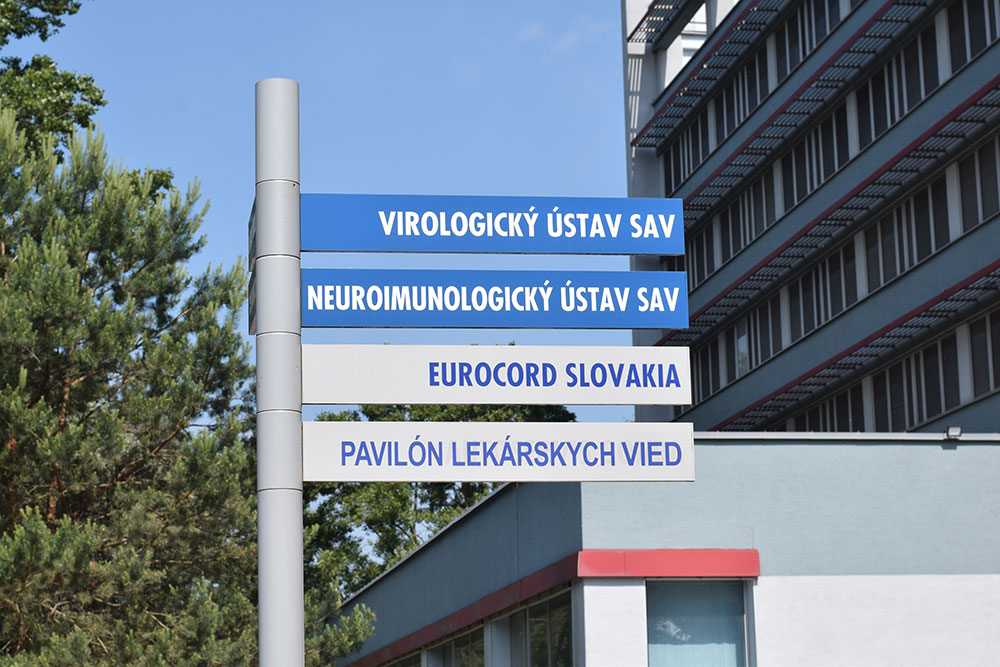 VIROLOGICKÝ ÚSTAV SAV
NEUROIMUNOLOGICKÝ ÚSTAV SAV
EUROCORD SLOVAKIA
PAVILÓN LEKÁRSKYCH VIED